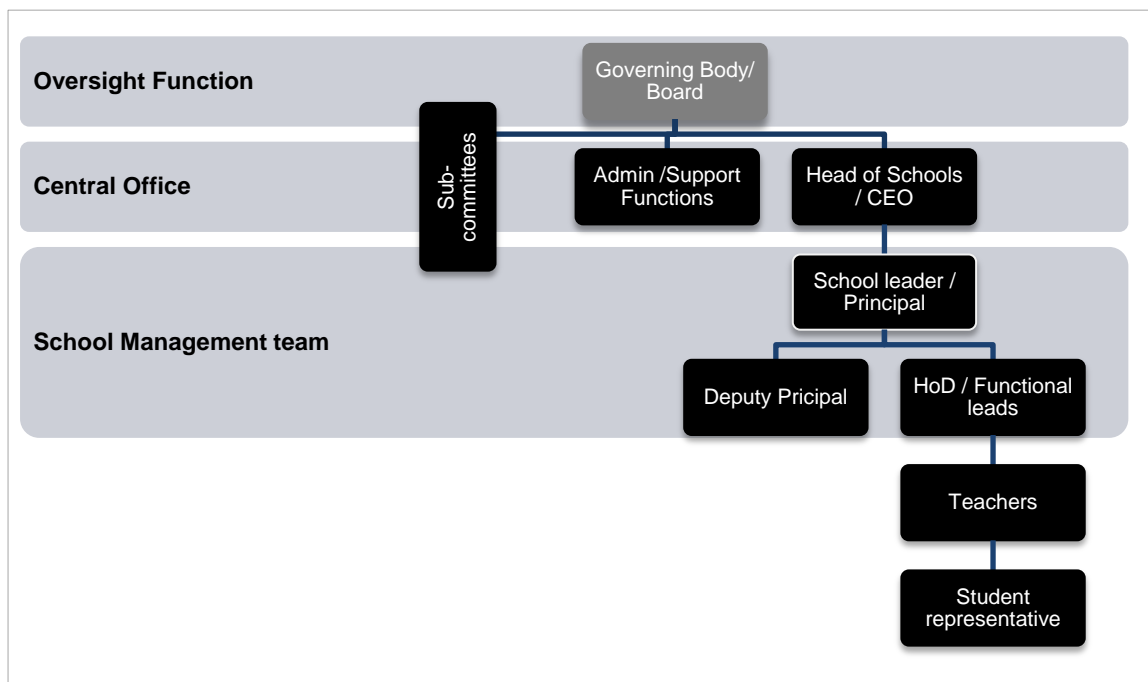 Oversight Function
Governing Body/
Board
Sub-
committees
Central Office
Admin /Support
Functions
Head of Schools
/ CEO
School Management team
School leader /
Principal
Deputy Pricipal
HoD / Functional
leads
Teachers
Student
representative